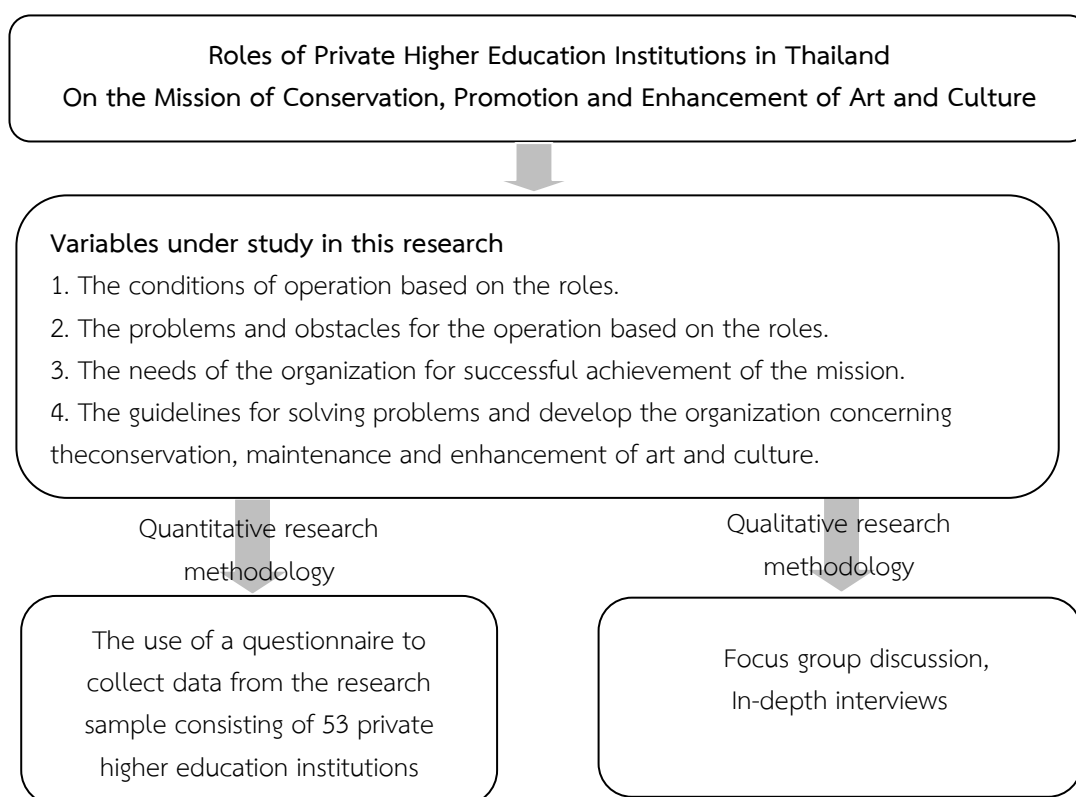 Roles of Private Higher Education Institutions in Thailand
On the Mission of Conservation, Promotion and Enhancement of Art and Culture
Variables under study in this research
1. The conditions of operation based on the roles.
2. The problems and obstacles for the operation based on the roles.
3. The needs of the organization for successful achievement of the mission.
4. The guidelines for solving problems and develop the organization concerning
theconservation, maintenance and enhancement of art and culture.
Quantitative research
methodology
Qualitative research
methodology
The use of a questionnaire to
collect data from the research
sample consisting of 53 private
higher education institutions
Focus group discussion,
In-depth interviews